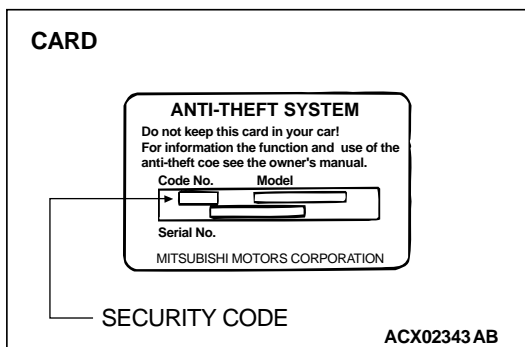 CARD
ANTI-THEFT SYSTEM
Do not keep this card in your car!
For information the function and use of the
anti-theft coe see the owner's manual.
Code No. Model
Serial No.
MITSUBISHI MOTORS CORPORATION
SECURITY CODE
ACX02343 AB